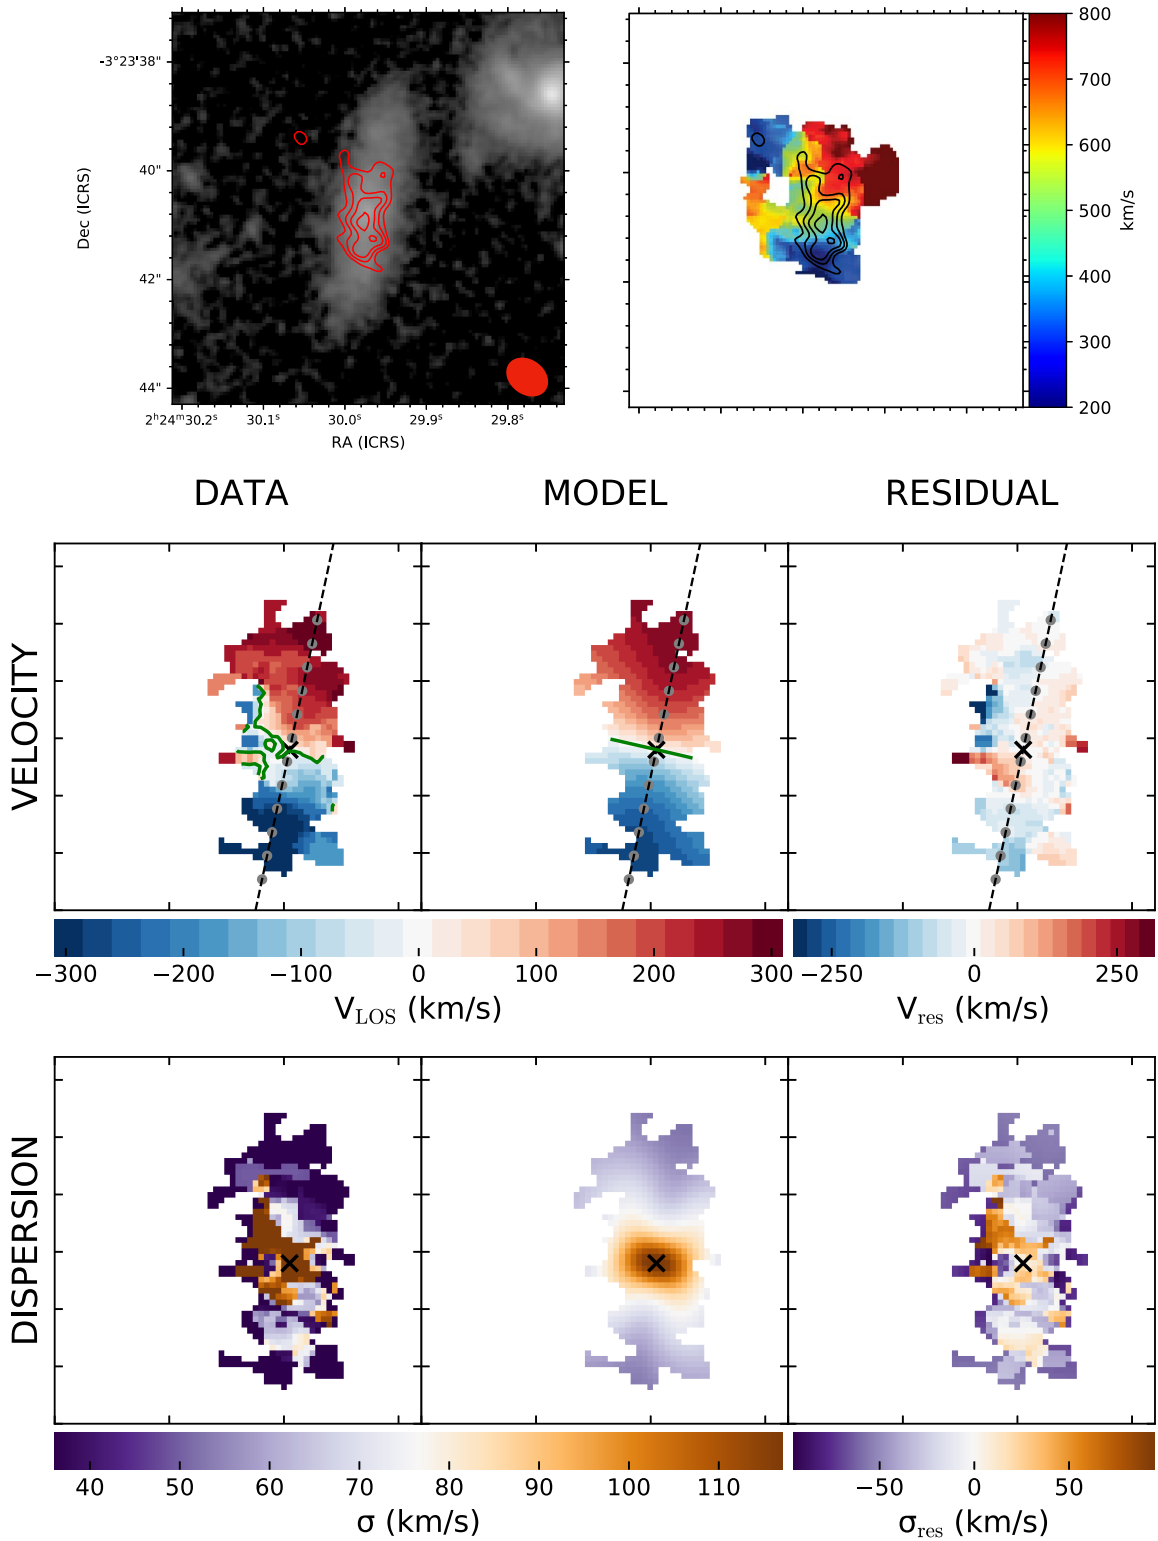 -3°23'38"
40"
42"
44"
Dec (ICRS)
2ʰ24ᵐ30.2ˢ 30.1ˢ 30.0ˢ 29.9ˢ 29.8ˢ
RA (ICRS)
800
700
600
500
400
300
200
km/s
DATA MODEL RESIDUAL
VELOCITY
−300 −200 −100 0 100 200 300
V_LOS (km/s)
−250 0 250
V_res (km/s)
DISPERSION
40 50 60 70 80 90 100 110
σ (km/s)
−50 0 50
σ_res (km/s)